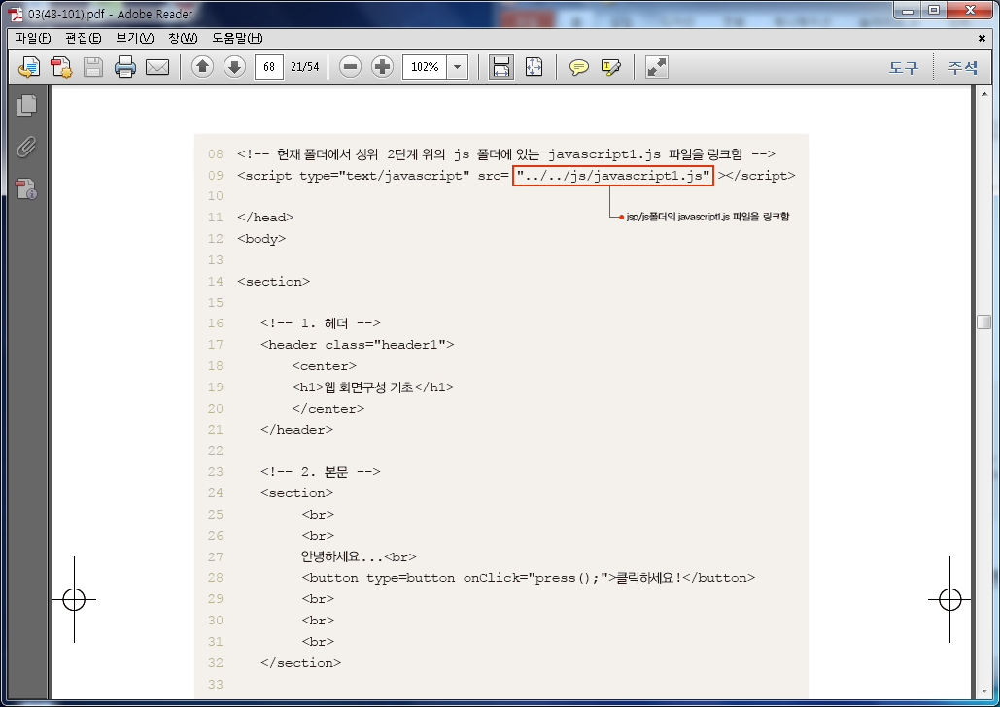 03(48-101).pdf - Adobe Reader
파일(F) 편집(E) 보기(V) 창(W) 도움말(H)
68 21/54 102% 도구 주석
08 <!-- 현재 폴더에서 상위 2단계 위의 js 폴더에 있는 javascript1.js 파일을 링크함 -->
09 <script type="text/javascript" src="../../js/javascript1.js" ></script>
10
jsp/js폴더의 javascript1.js 파일을 링크함
11 </head>
12 <body>
13
14 <section>
15
16 <!-- 1. 헤더 -->
17 <header class="header1">
18 <center>
19 <h1>웹 화면구성 기초</h1>
20 </center>
21 </header>
22
23 <!-- 2. 본문 -->
24 <section>
25 <br>
26 <br>
27 안녕하세요...<br>
28 <button type=button onClick="press();">클릭하세요!</button>
29 <br>
30 <br>
31 <br>
32 </section>
33